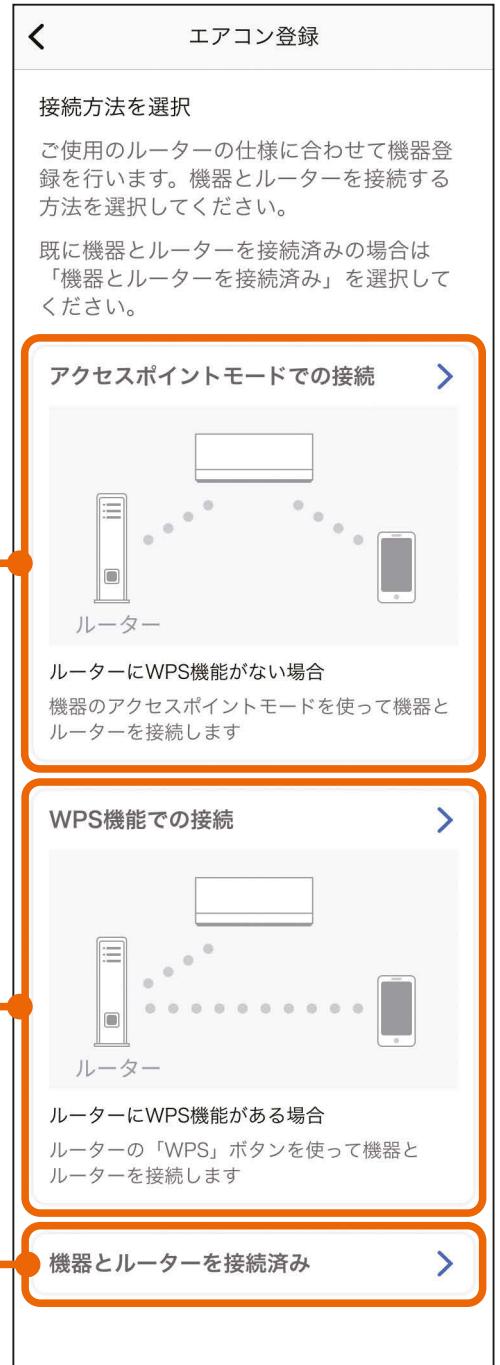 エアコン登録
接続方法を選択
ご使用のルーターの仕様に合わせて機器登
録を行います。機器とルーターを接続する
方法を選択してください。
既に機器とルーターを接続済みの場合は
「機器とルーターを接続済み」を選択して
ください。
アクセスポイントモードでの接続
ルーター
ルーターにWPS機能がない場合
機器のアクセスポイントモードを使って機器と
ルーターを接続します
WPS機能での接続
ルーター
ルーターにWPS機能がある場合
ルーターの「WPS」ボタンを使って機器と
ルーターを接続します
機器とルーターを接続済み